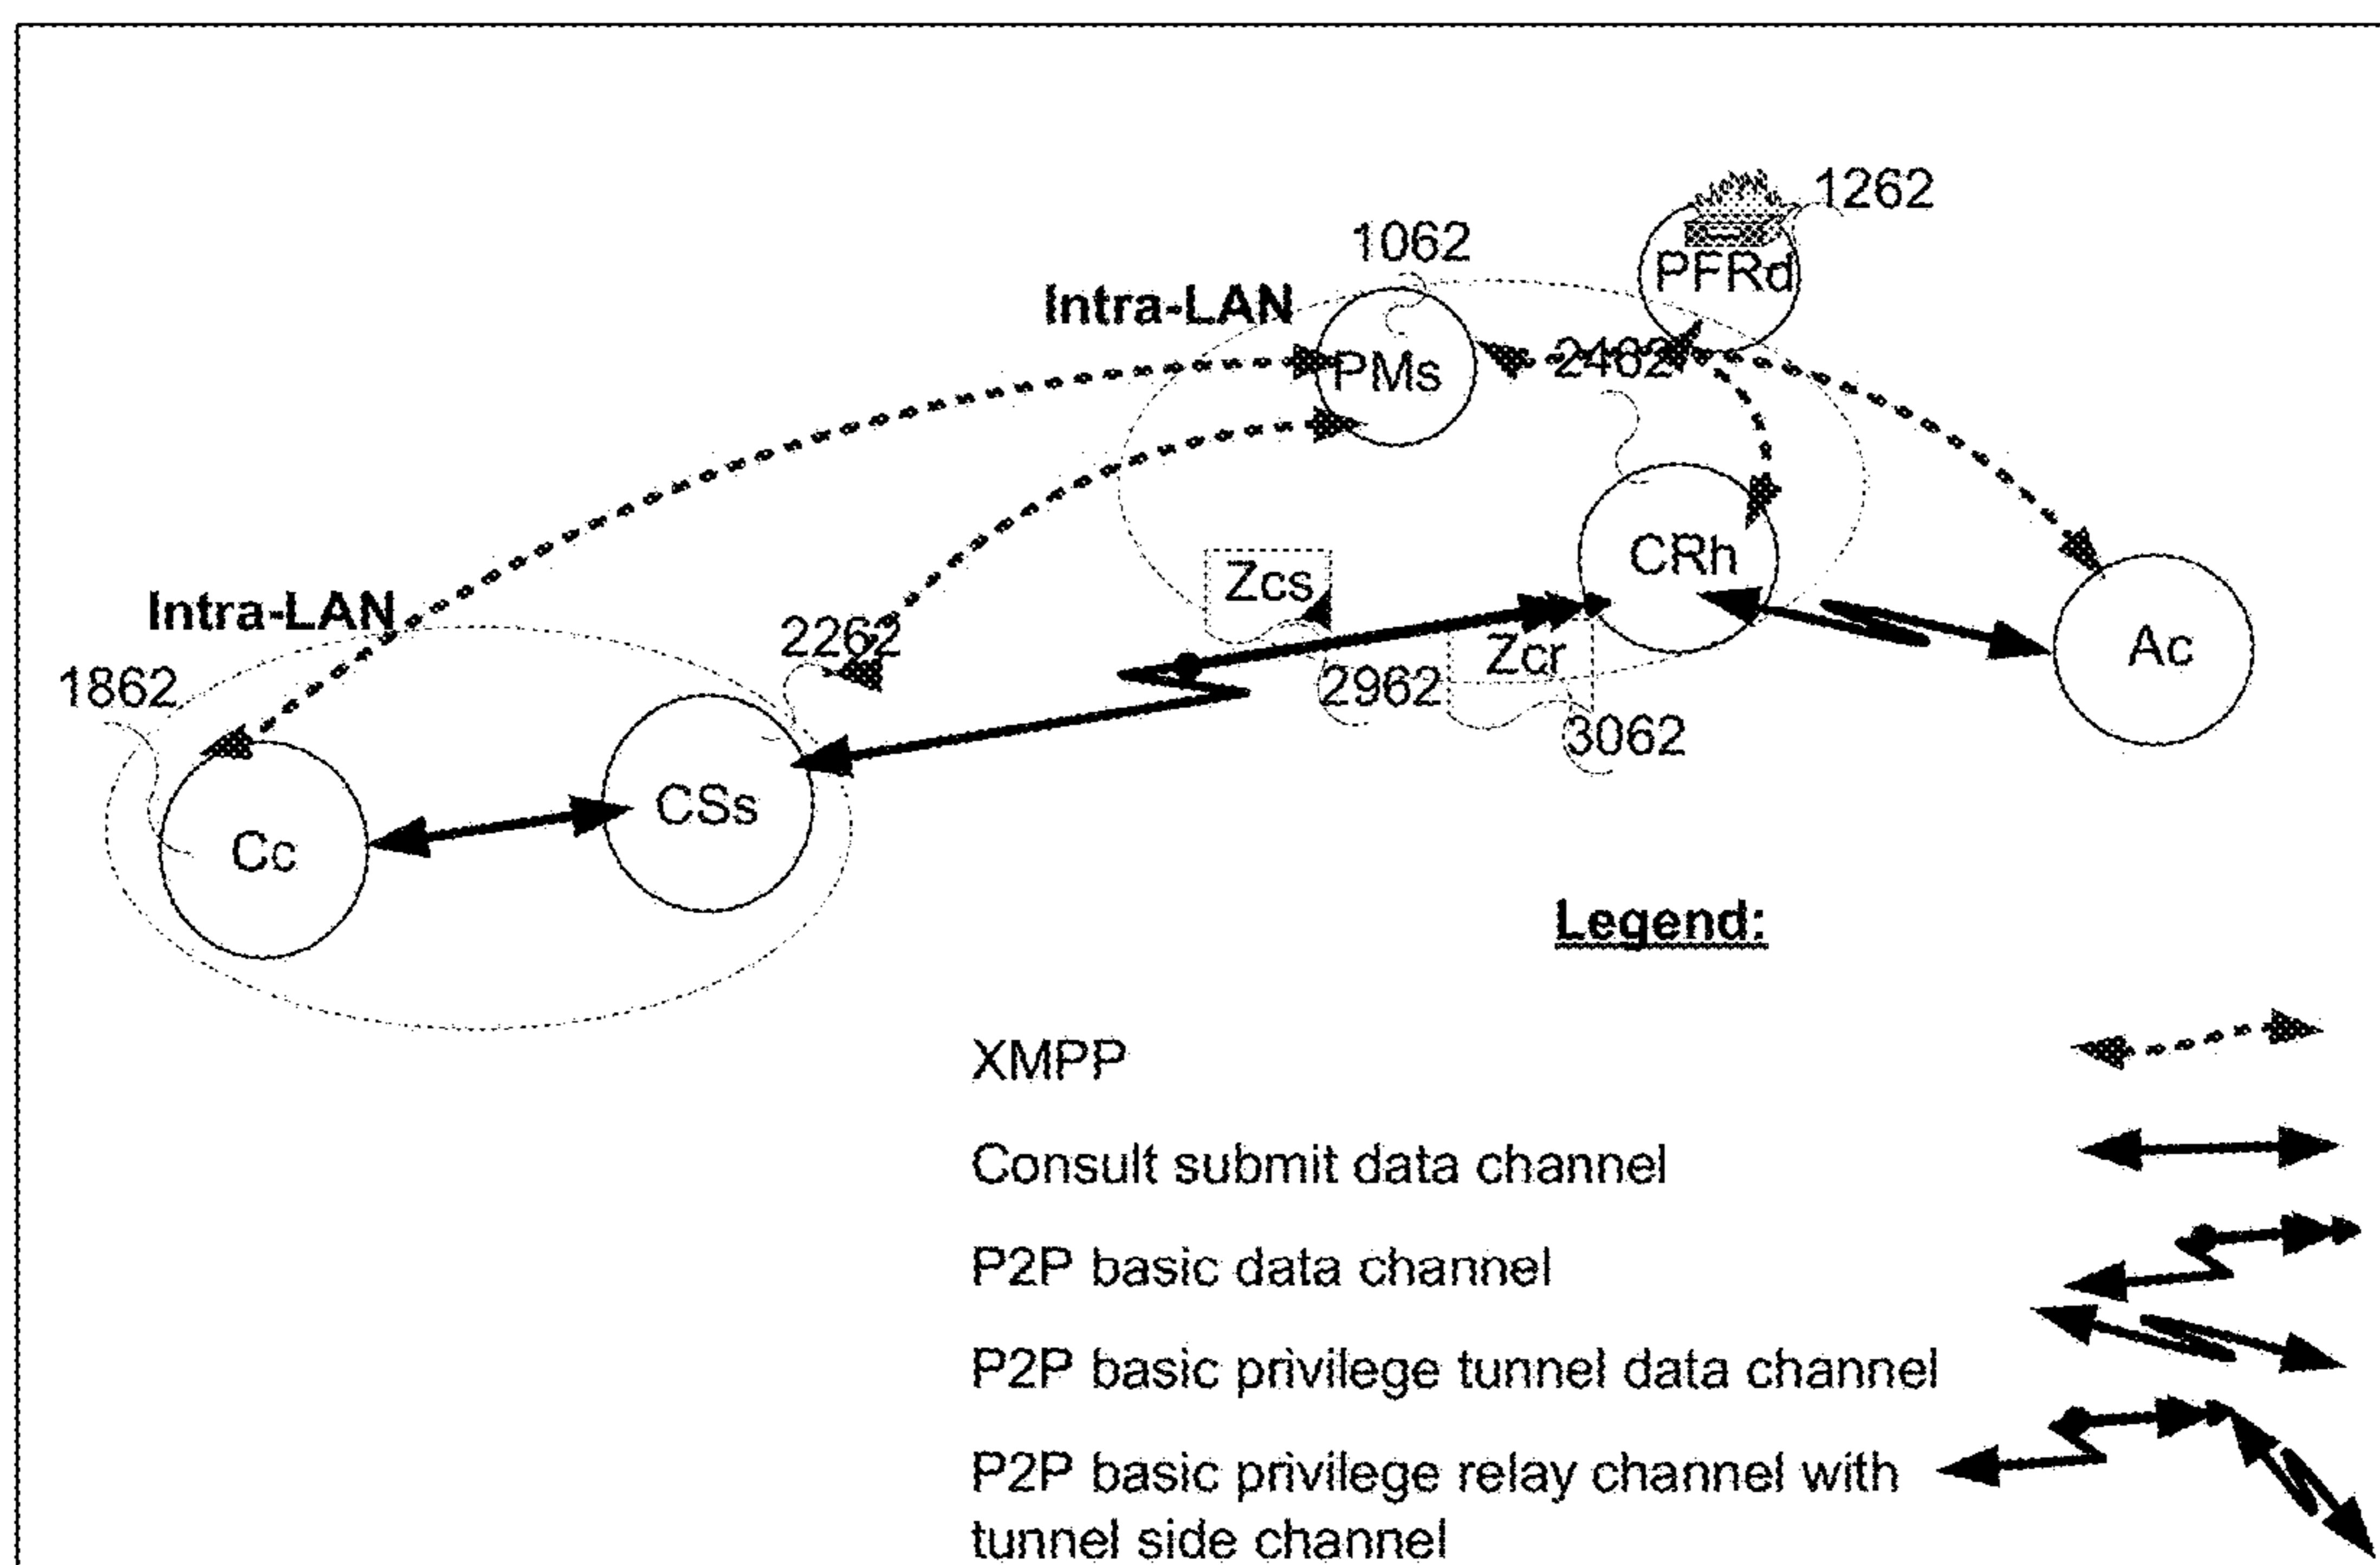 1262
1062
PFRd
Intra-LAN
PMs
2462
CRh
Zcs
Intra-LAN
2262
Zcr
Ac
1862
2962
3062
CSs
Cc
Legend:
XMPP
Consult submit data channel
P2P basic data channel
P2P basic privilege tunnel data channel
P2P basic privilege relay channel with
tunnel side channel